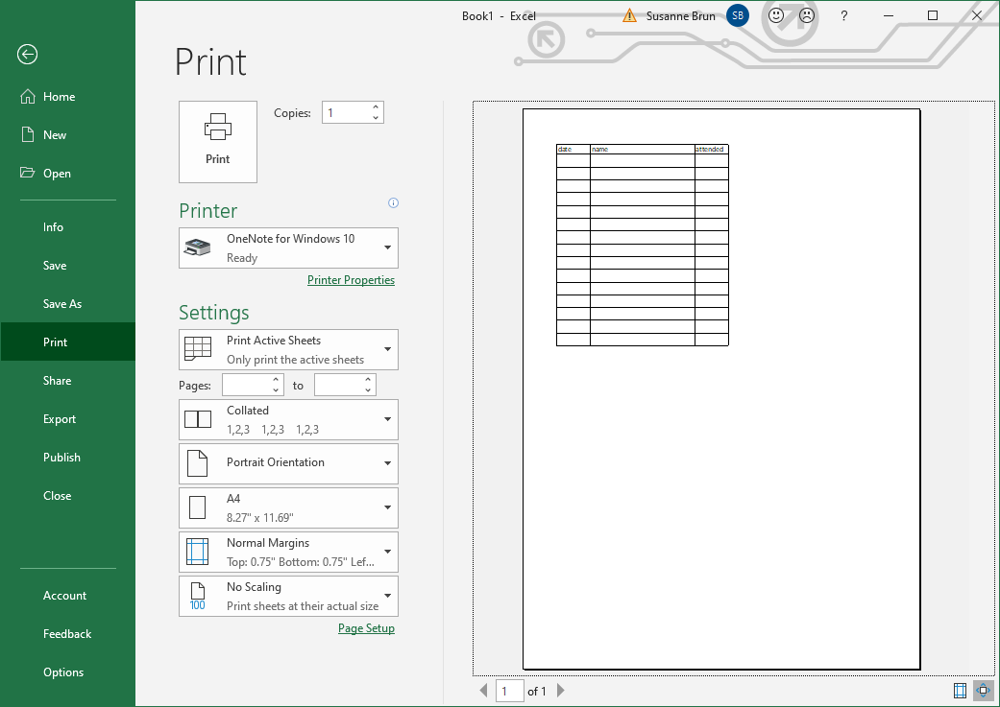 Book1 - Excel
Susanne Brun
SB
?
Print
Home
New
Open
Info
Save
Save As
Print
Share
Export
Publish
Close
Account
Feedback
Options
Print
Copies: 1
Printer
OneNote for Windows 10
Ready
Printer Properties
Settings
Print Active Sheets
Only print the active sheets
Pages: to
Collated
1,2,3 1,2,3 1,2,3
Portrait Orientation
A4
8.27" x 11.69"
Normal Margins
Top: 0.75" Bottom: 0.75" Lef...
No Scaling
Print sheets at their actual size
100
Page Setup
date name attended
1 of 1